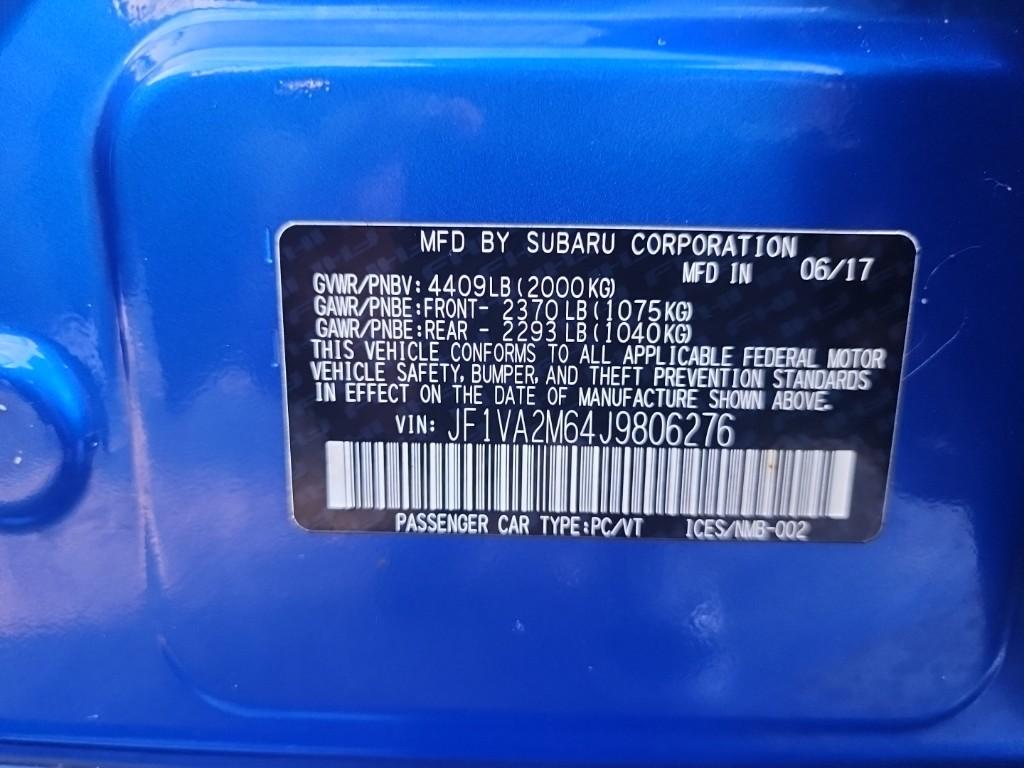 MFD BY SUBARU CORPORATION
MFD IN 06/17
GVWR/PNBV: 4409LB(2000KG)
GAWR/PNBE:FRONT- 2370LB(1075KG)
GAWR/PNBE:REAR - 2293LB(1040KG)
THIS VEHICLE CONFORMS TO ALL APPLICABLE FEDERAL MOTOR
VEHICLE SAFETY, BUMPER, AND THEFT PREVENTION STANDARDS
IN EFFECT ON THE DATE OF MANUFACTURE SHOWN ABOVE.
VIN: JF1VA2M64J9806276
PASSENGER CAR TYPE:PC/VT ICES/NMB-002